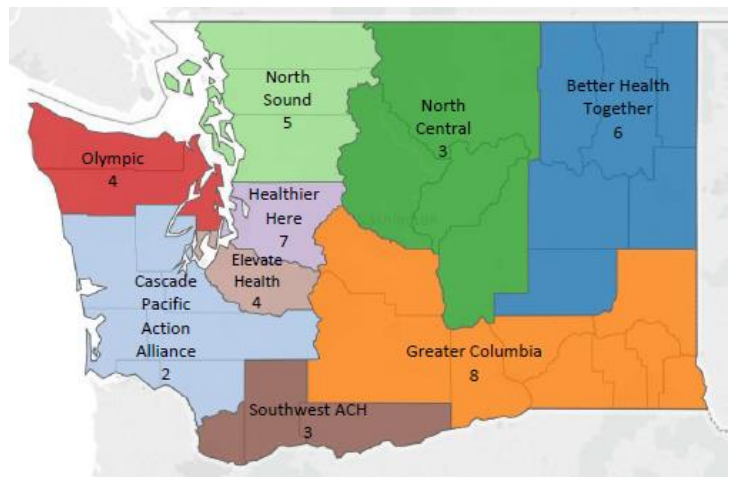 North
Sound
5
North
Central
3
Better Health
Together
6
Olympic
4
Healthier
Here
7
Elevate
Health
4
Cascade
Pacific
Action
Alliance
2
Greater Columbia
8
Southwest ACH
3